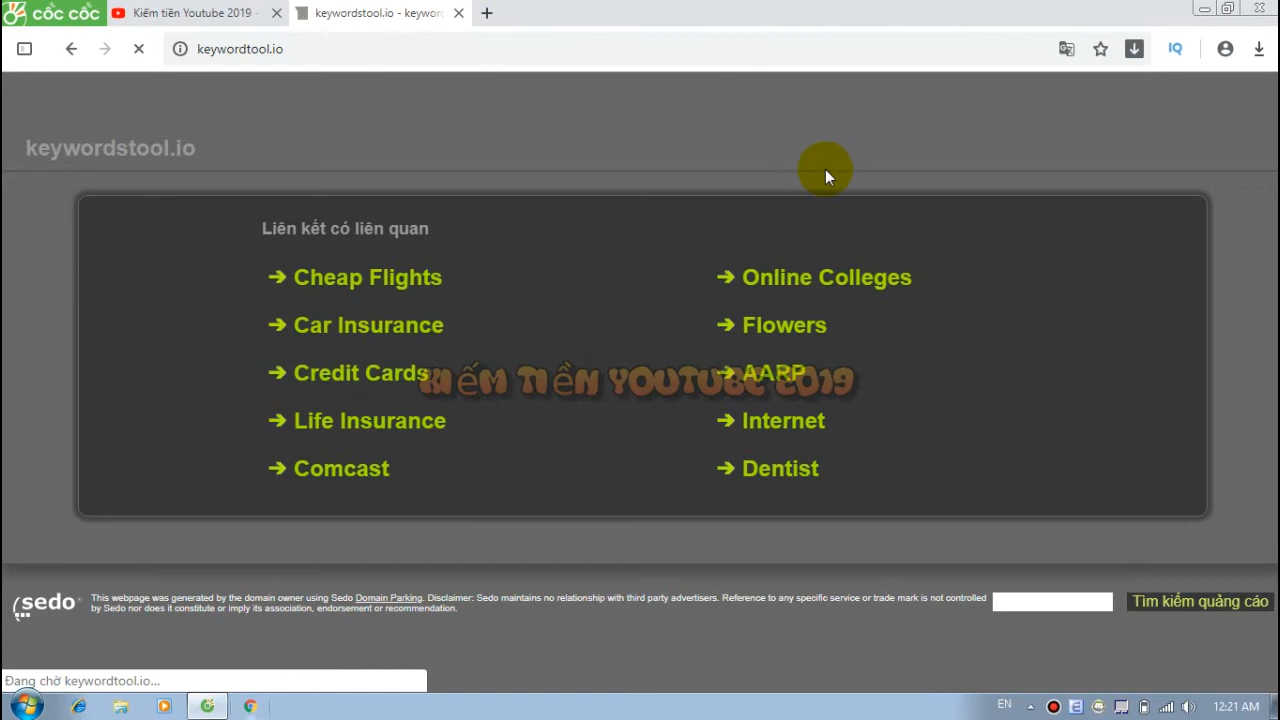 cốc cốc
Kiếm tiền Youtube 2019 -
keywordstool.io - keywor
keywordtool.io
IQ
keywordstool.io
Liên kết có liên quan
Cheap Flights
Online Colleges
Car Insurance
Flowers
Credit Cards
AARP
KIẾM TIỀN YOUTUBE 2019
Life Insurance
Internet
Comcast
Dentist
sedo
This webpage was generated by the domain owner using Sedo Domain Parking. Disclaimer: Sedo maintains no relationship with third party advertisers. Reference to any specific service or trade mark is not controlled
by Sedo nor does it constitute or imply its association, endorsement or recommendation.
Tìm kiếm quảng cáo
Đang chờ keywordtool.io...
EN
12:21 AM